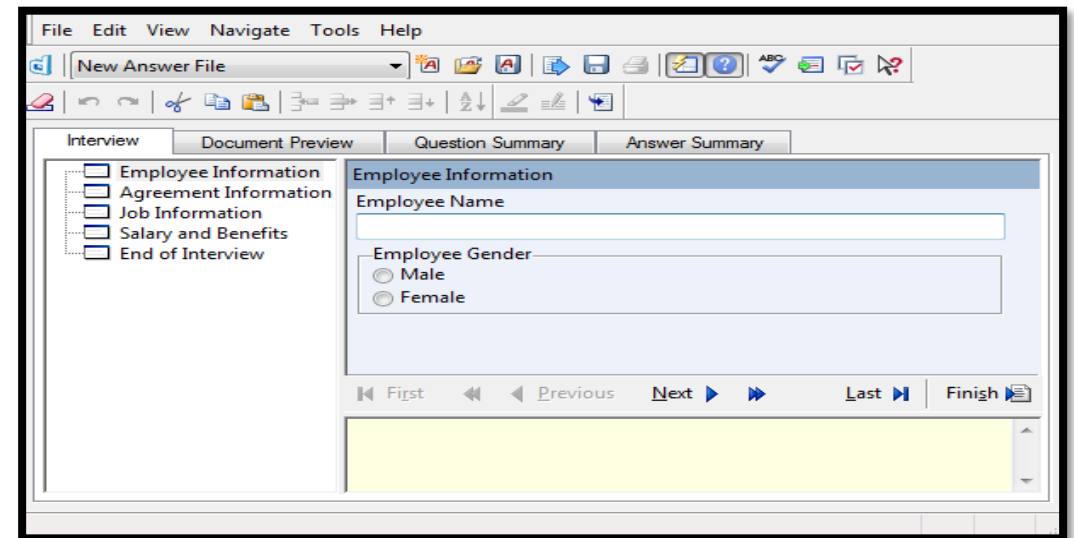 File Edit View Navigate Tools Help
New Answer File
ABC
Interview Document Preview Question Summary Answer Summary
Employee Information
Agreement Information
Job Information
Salary and Benefits
End of Interview
Employee Information
Employee Name
Employee Gender
Male
Female
First Previous Next Last Finish